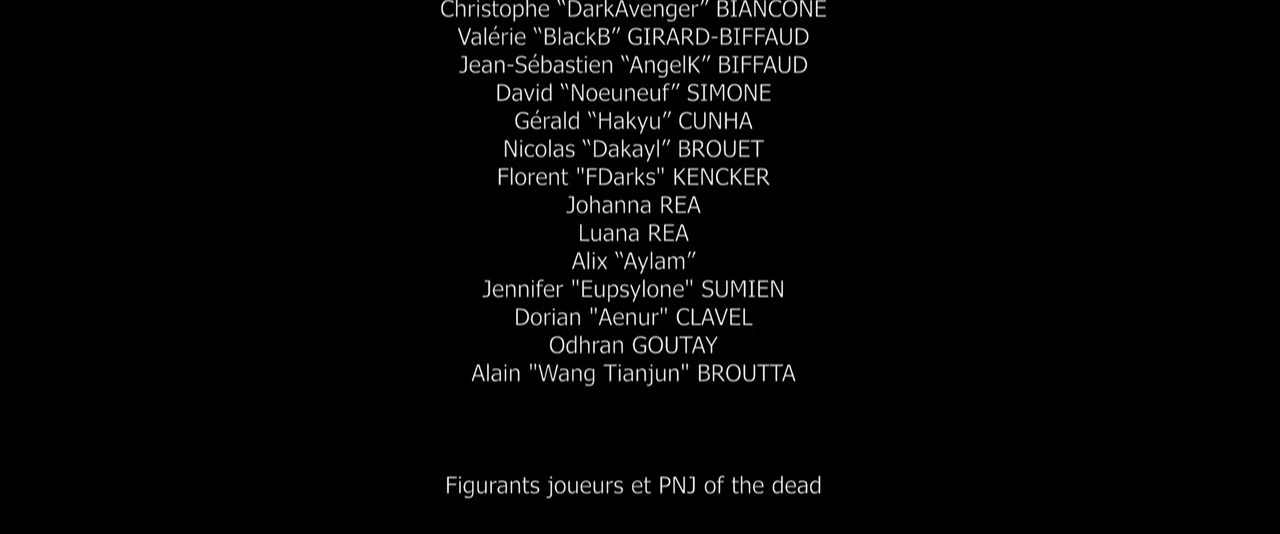 Christophe “DarkAvenger” BIANCONE
Valérie “BlackB” GIRARD-BIFFAUD
Jean-Sébastien “AngelK” BIFFAUD
David “Noeuneuf” SIMONE
Gérald “Hakyu” CUNHA
Nicolas “Dakayl” BROUET
Florent "FDarks" KENCKER
Johanna REA
Luana REA
Alix “Aylam”
Jennifer "Eupsylone" SUMIEN
Dorian "Aenur" CLAVEL
Odhran GOUTAY
Alain "Wang Tianjun" BROUTTA
Figurants joueurs et PNJ of the dead